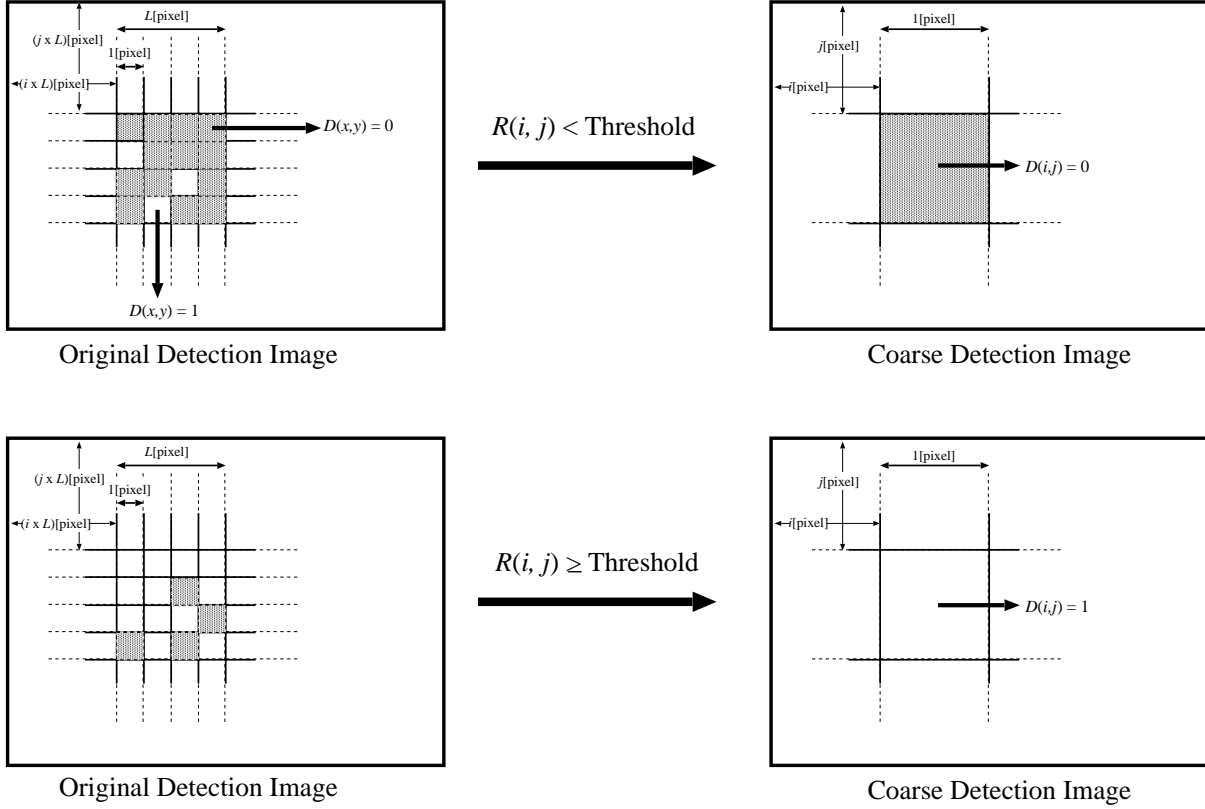 L[pixel]
(j x L)[pixel]
1[pixel]
(i x L)[pixel]
D(x,y) = 0
D(x,y) = 1
Original Detection Image
R(i, j) < Threshold
1[pixel]
j[pixel]
i[pixel]
D(i,j) = 0
Coarse Detection Image
L[pixel]
(j x L)[pixel]
1[pixel]
(i x L)[pixel]
Original Detection Image
R(i, j) ≥ Threshold
1[pixel]
j[pixel]
i[pixel]
D(i,j) = 1
Coarse Detection Image